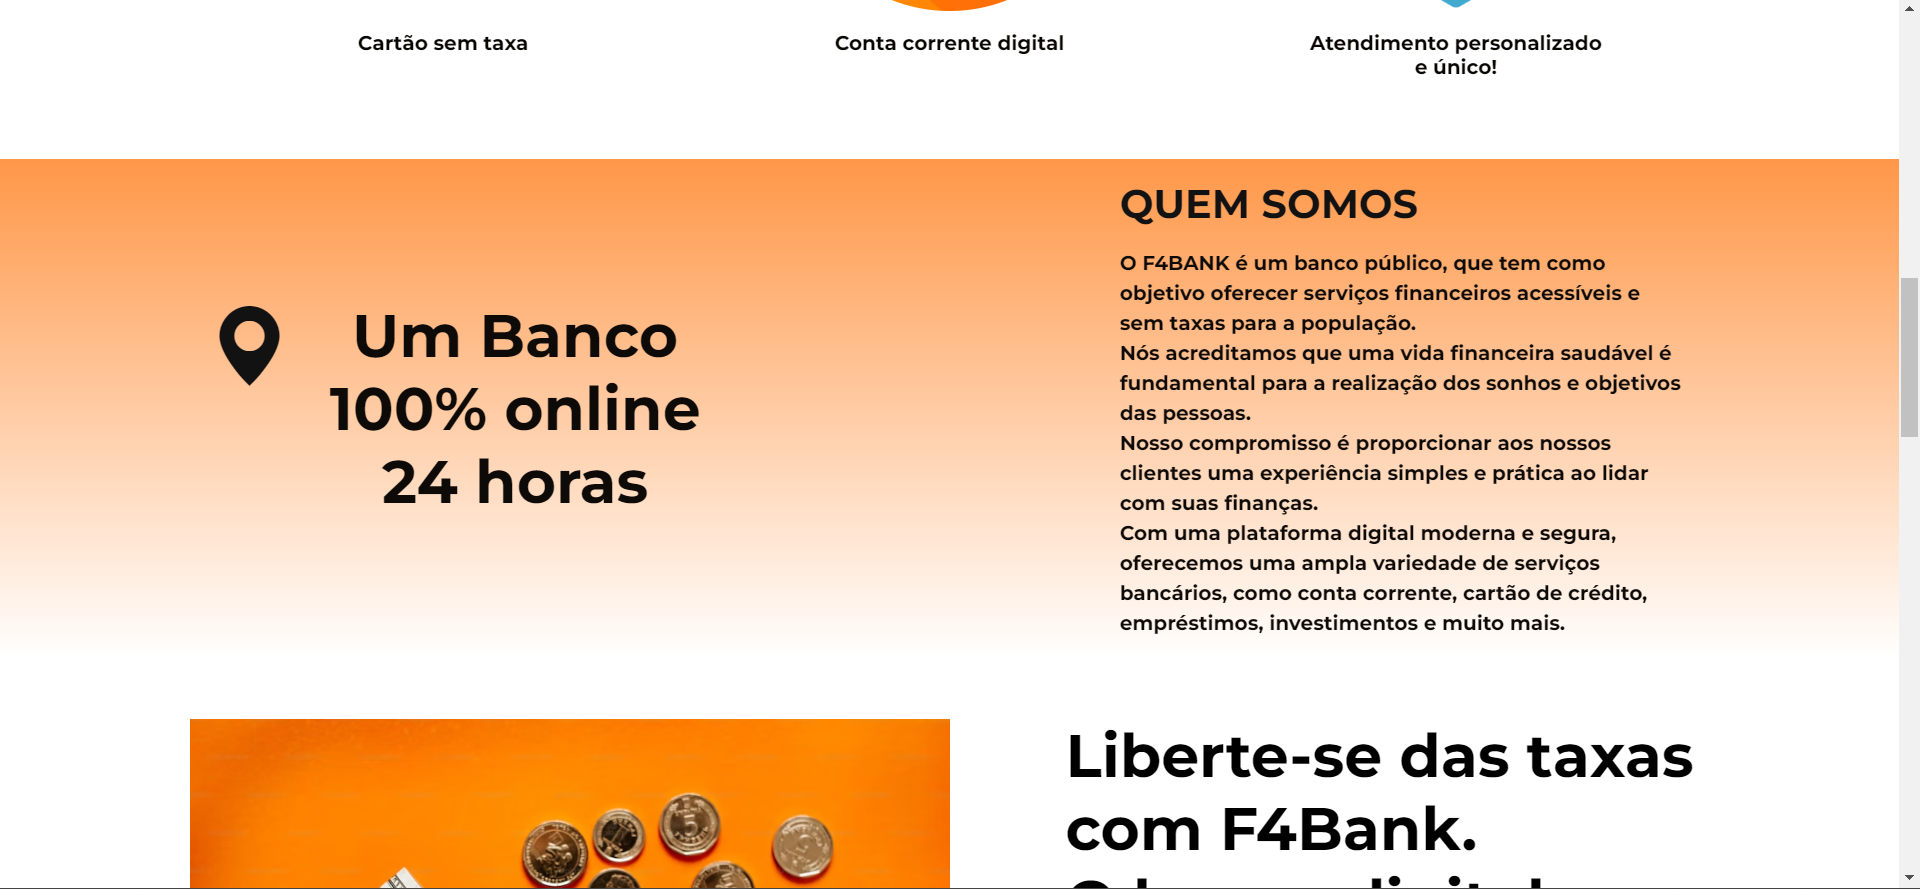 Cartão sem taxa
Conta corrente digital
Atendimento personalizado
e único!
Um Banco
100% online
24 horas
QUEM SOMOS
O F4BANK é um banco público, que tem como
objetivo oferecer serviços financeiros acessíveis e
sem taxas para a população.
Nós acreditamos que uma vida financeira saudável é
fundamental para a realização dos sonhos e objetivos
das pessoas.
Nosso compromisso é proporcionar aos nossos
clientes uma experiência simples e prática ao lidar
com suas finanças.
Com uma plataforma digital moderna e segura,
oferecemos uma ampla variedade de serviços
bancários, como conta corrente, cartão de crédito,
empréstimos, investimentos e muito mais.
Liberte-se das taxas
com F4Bank.